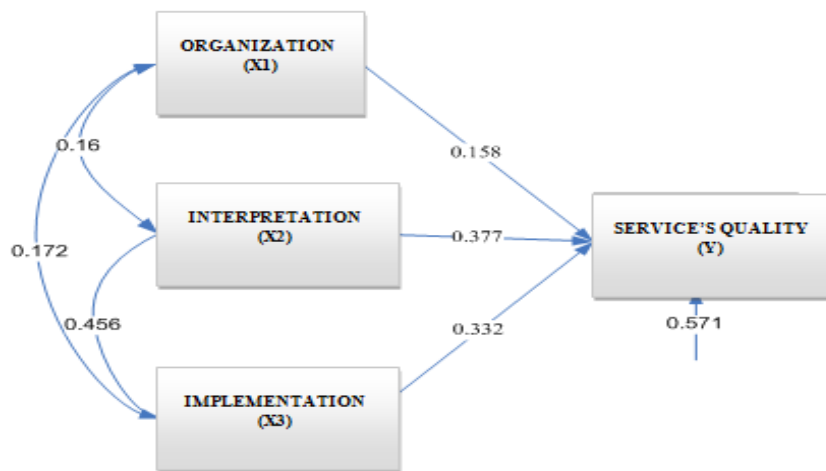 ORGANIZATION
(X1)
0.16
0.158
INTERPRETATION
(X2)
0.377
SERVICE'S QUALITY
(Y)
0.172
0.456
0.332
0.571
IMPLEMENTATION
(X3)